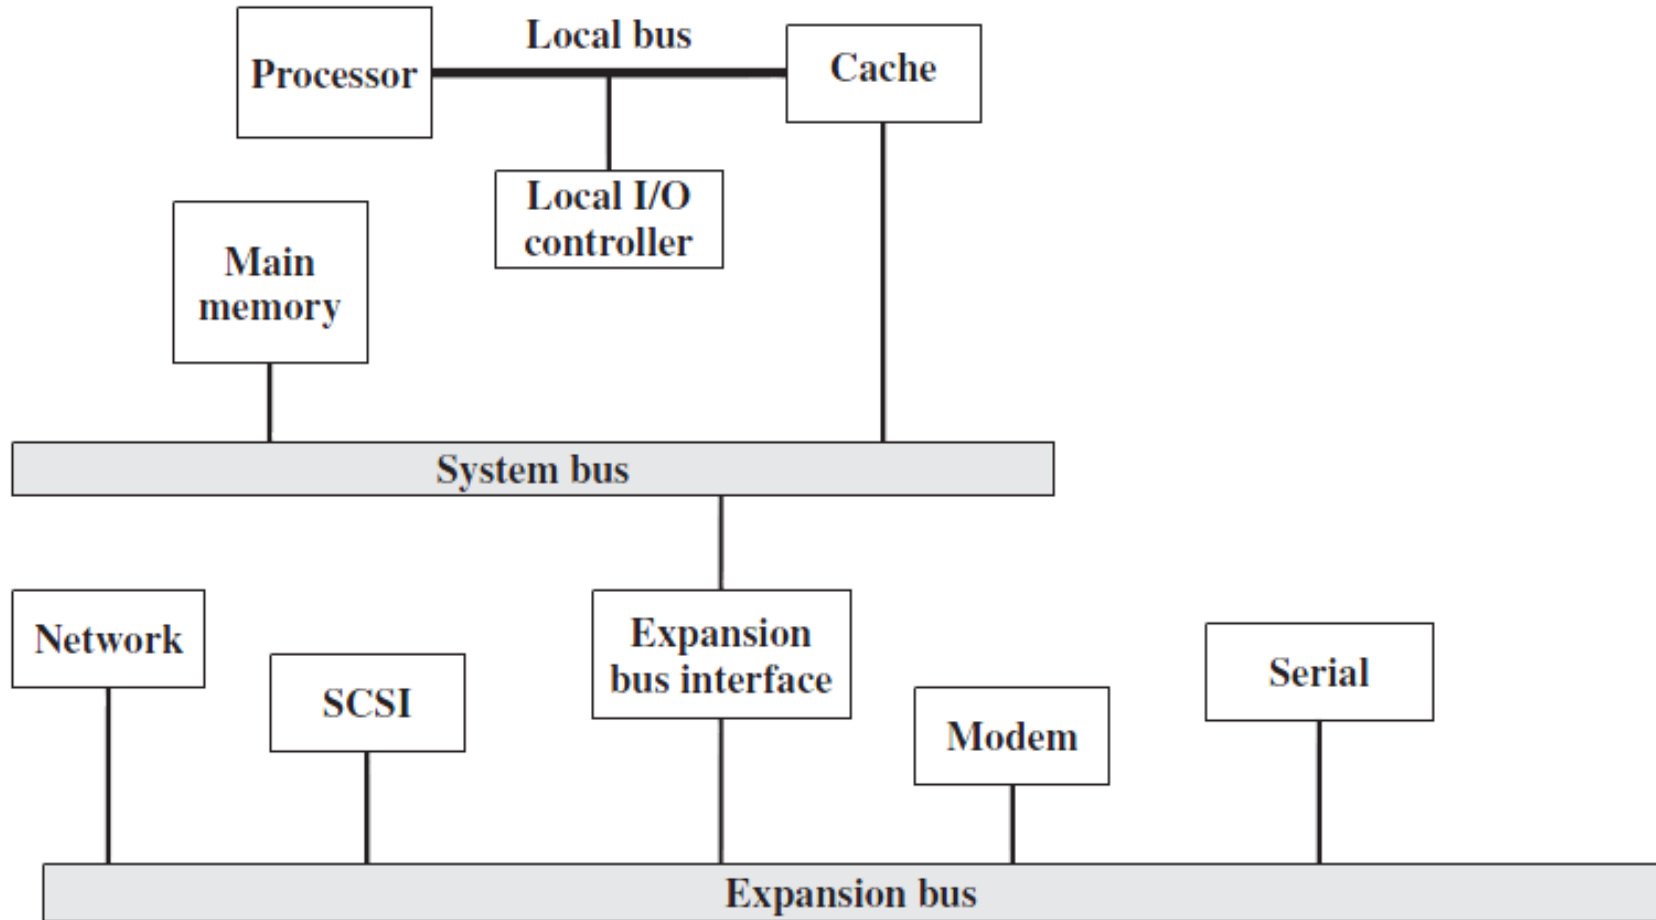 Local bus
Processor
Cache
Local I/O
controller
Main
memory
System bus
Network
SCSI
Expansion
bus interface
Modem
Serial
Expansion bus